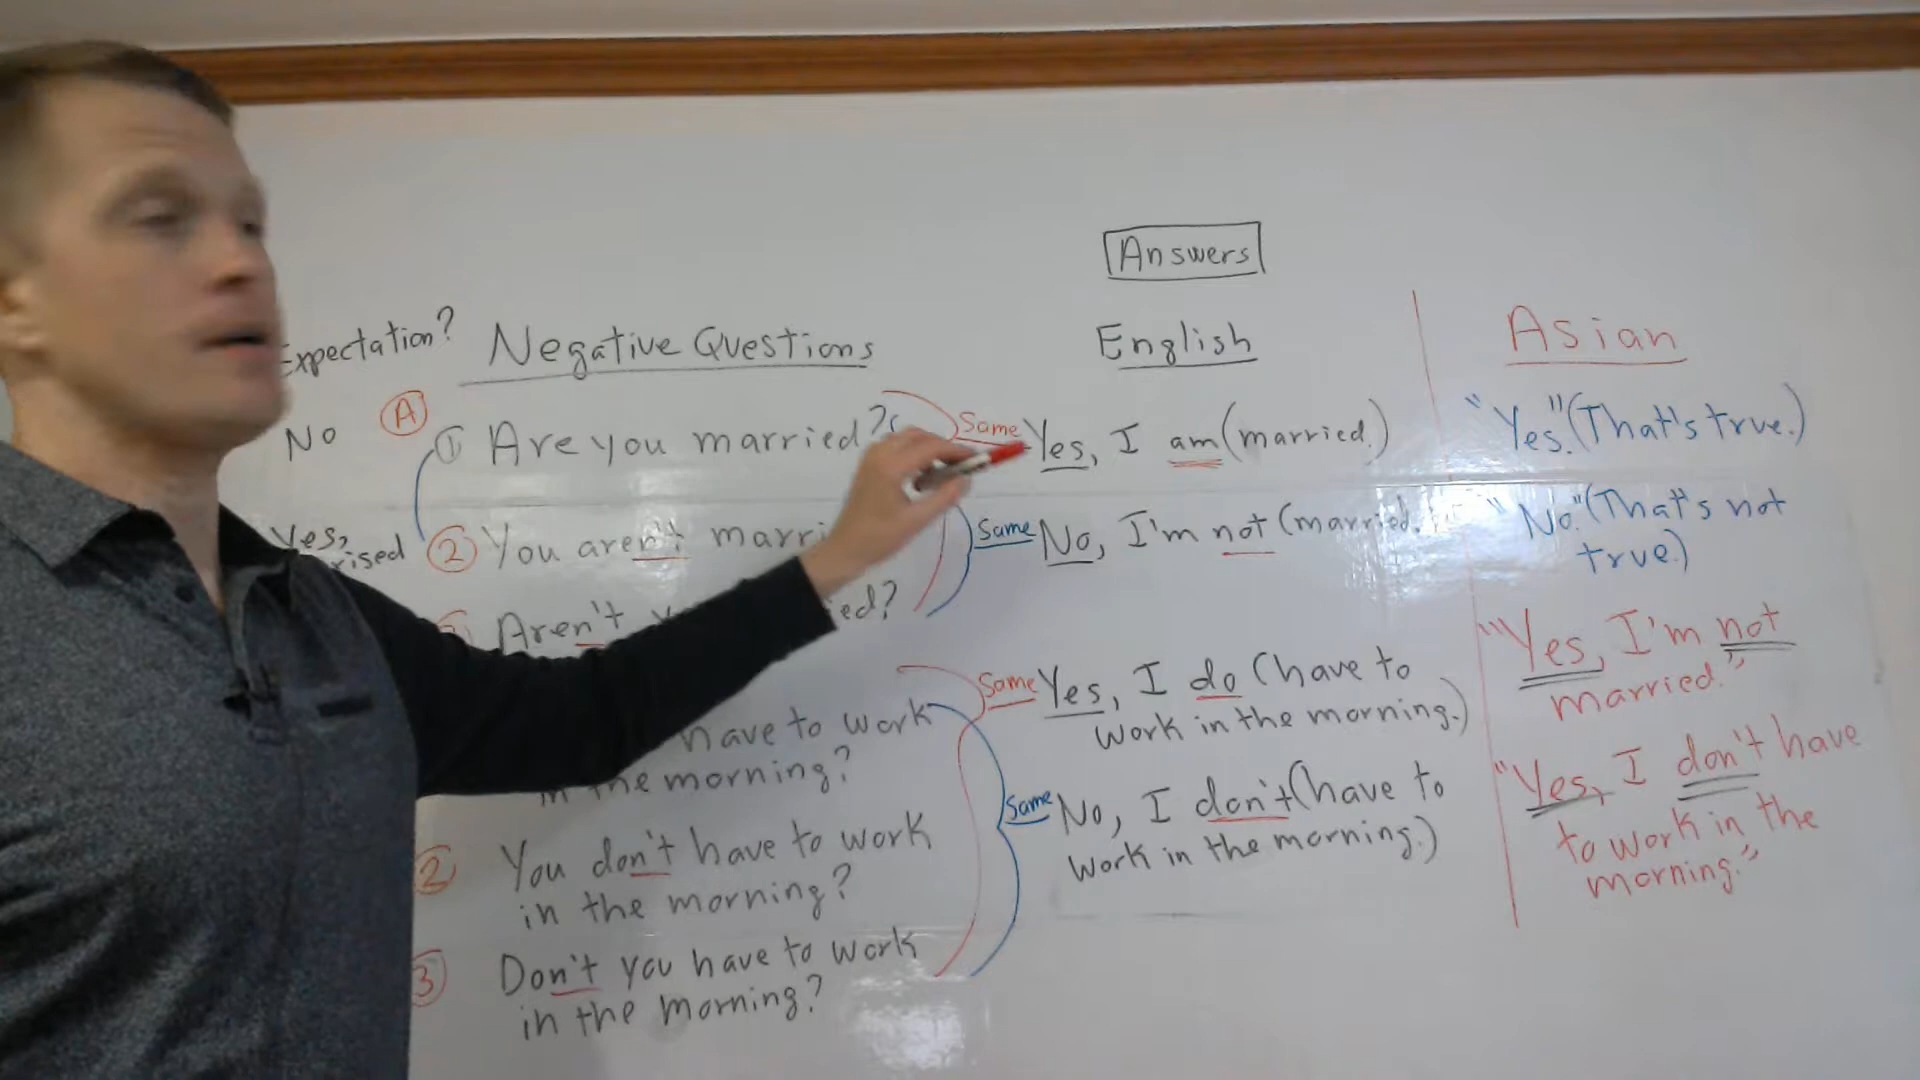 Answers
Expectation? Negative Questions English Asian
No A 1 Are you married? Same Yes, I am (married.) "Yes." (That's true.)
Yes, 2 You aren't Same No, I'm not (married. "No." (That's not
true.)
Aren't
"Yes, I'm not
married."
have to work Same Yes, I do (have to
in the morning? work in the morning.)
2 You don't have to work Same No, I don't (have to "Yes, I don't have
in the morning? work in the morning.) to work in the
morning."
3 Don't you have to work
in the morning?